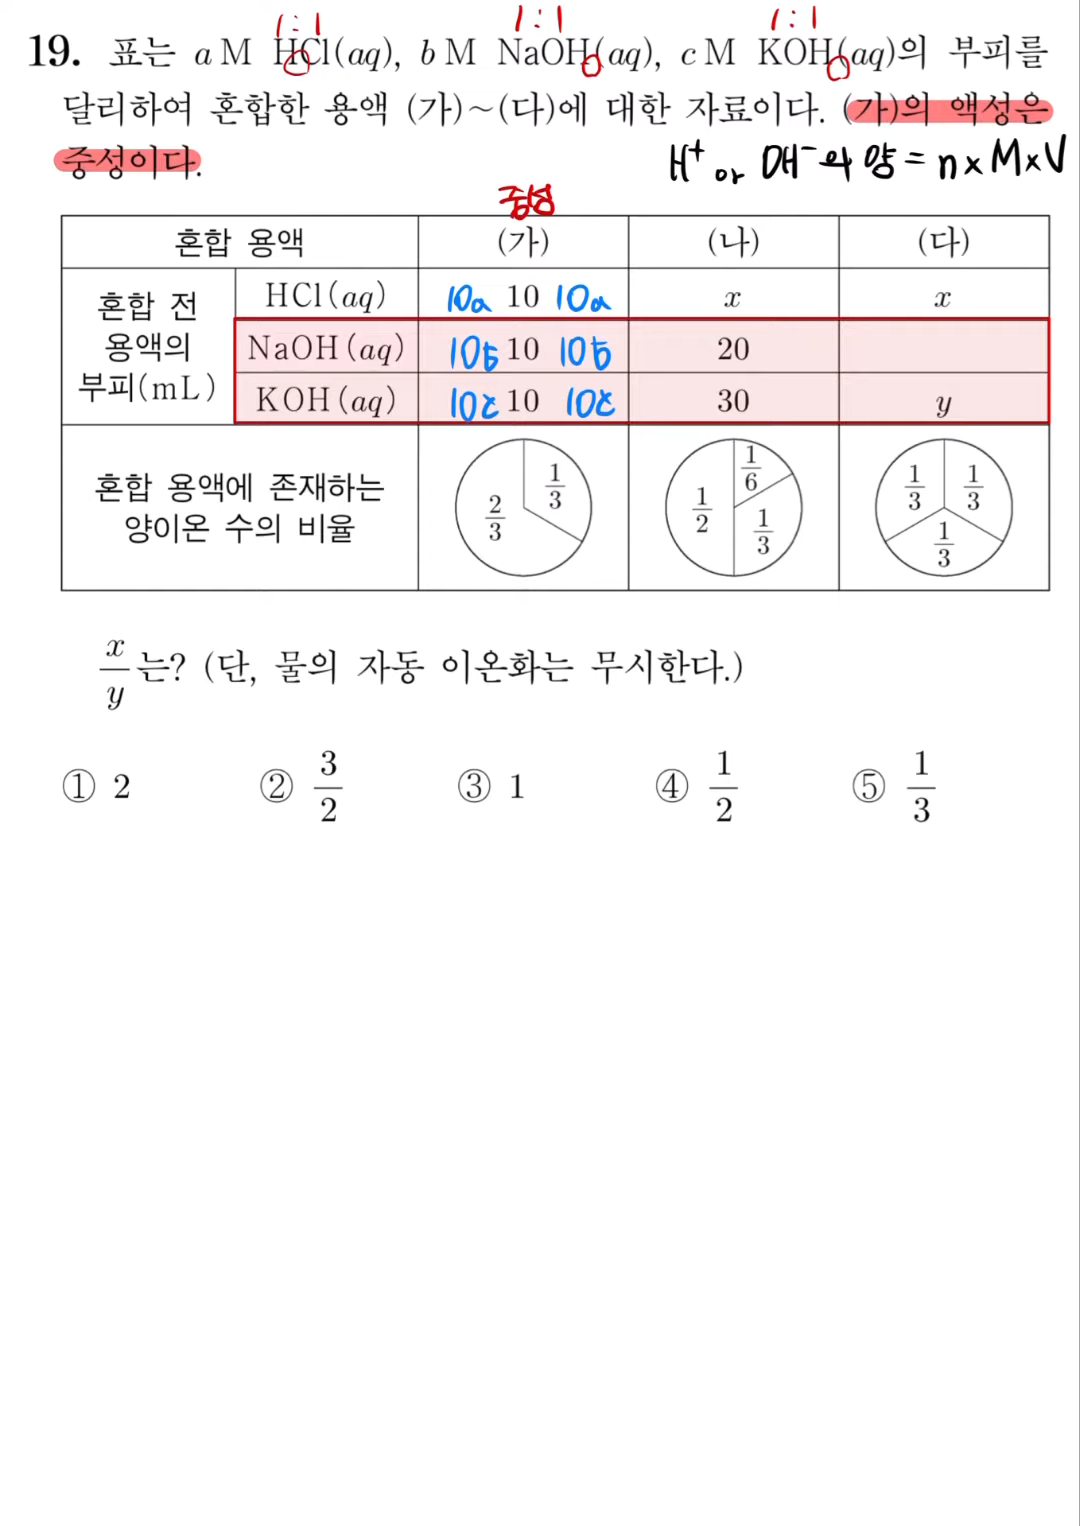 1:1 1:1 1:1
19. 표는 a M HCl(aq), b M NaOH(aq), c M KOH(aq)의 부피를
달리하여 혼합한 용액 (가)~(다)에 대한 자료이다. (가)의 액성은
중성이다.
H⁺ or OH⁻의 양 = n×M×V
중성
혼합 용액 (가) (나) (다)
혼합 전 용액의 부피(mL) HCl(aq) 10a 10 10a x x
NaOH(aq) 10b 10 10b 20
KOH(aq) 10c 10 10c 30 y
혼합 용액에 존재하는 양이온 수의 비율 2/3 1/3 1/2 1/6 1/3 1/3 1/3 1/3
x/y는? (단, 물의 자동 이온화는 무시한다.)
① 2 ② 3/2 ③ 1 ④ 1/2 ⑤ 1/3